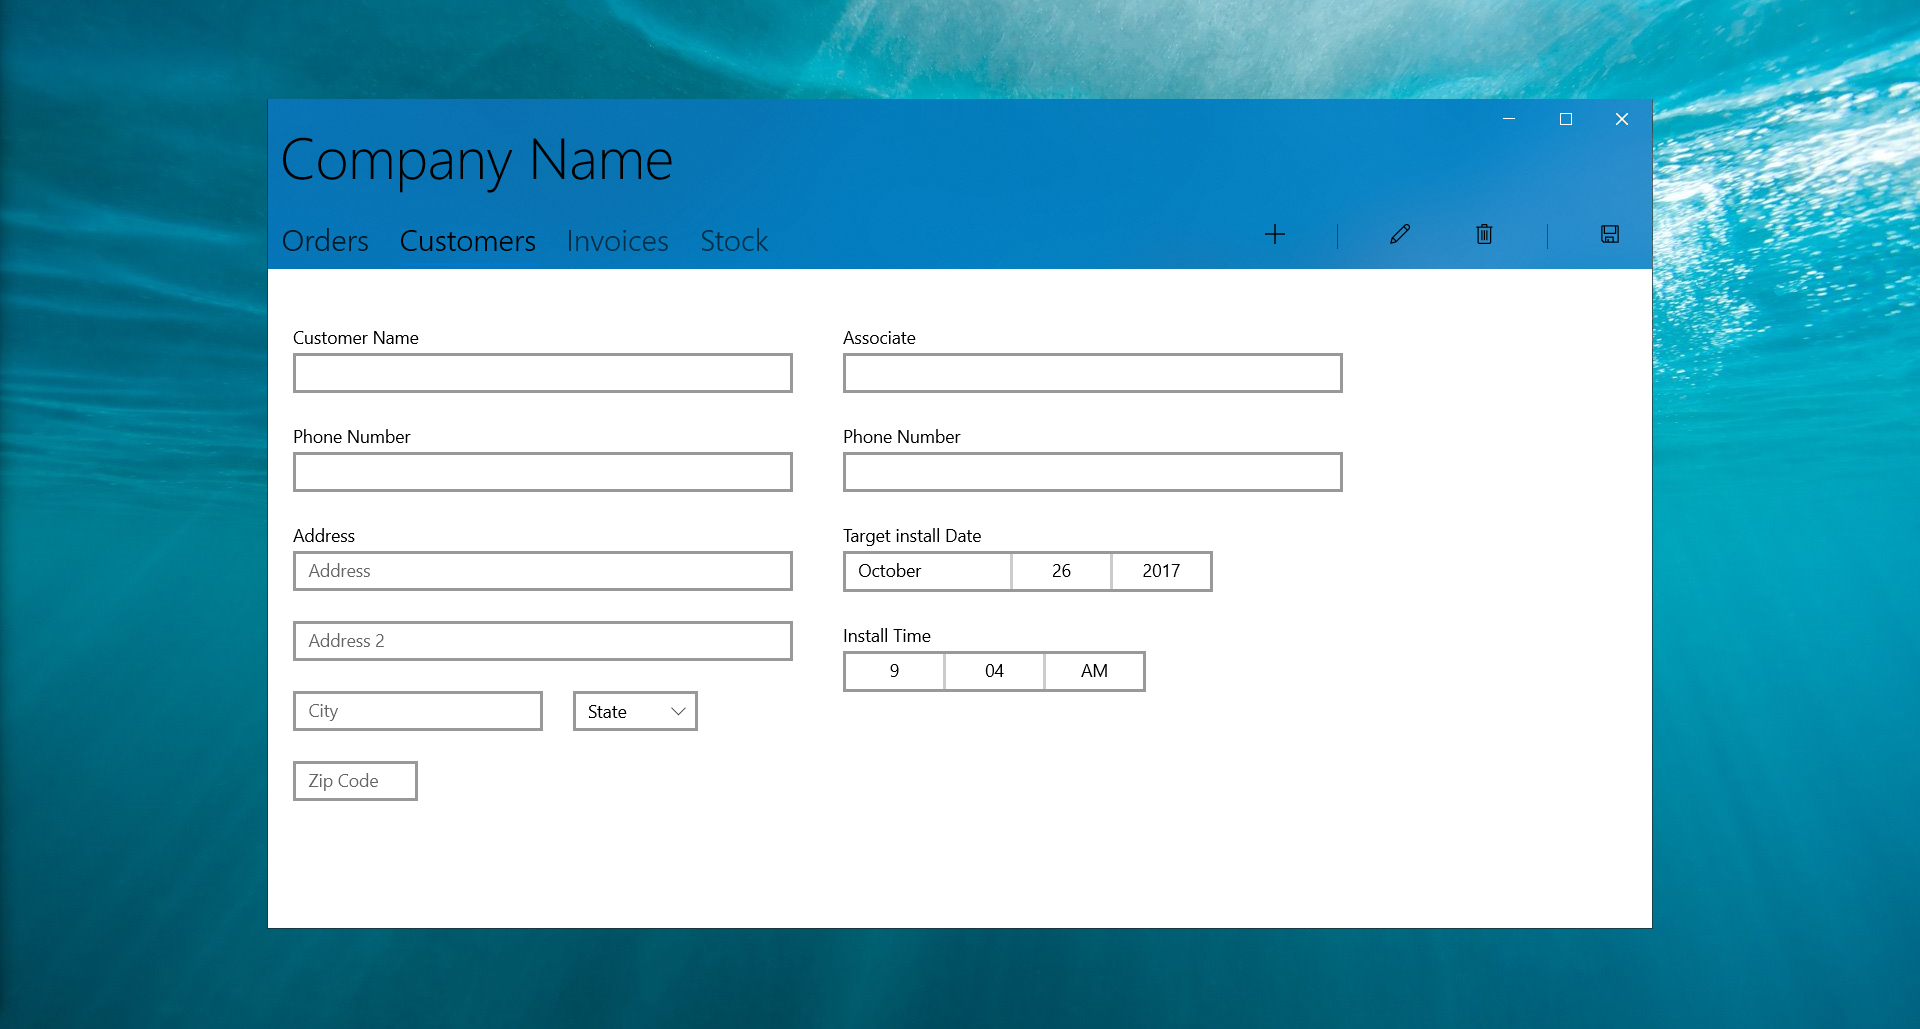 Company Name
Orders Customers Invoices Stock
Customer Name
Associate
Phone Number
Phone Number
Address
Address
Target install Date
October 26 2017
Address 2
Install Time
9 04 AM
City
State
Zip Code